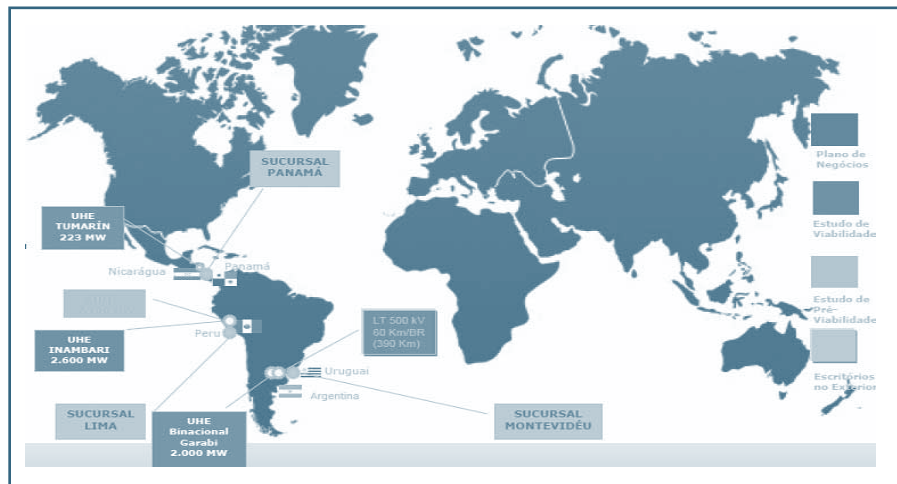 SUCURSAL
PANAMÁ
UHE
TUMARÍN
223 MW
Nicarágua
Panamá
Peru
UHE
INAMBARI
2.600 MW
LT 500 kV
60 Km/BR
(390 Km)
Uruguai
Argentina
SUCURSAL
LIMA
UHE
Binacional
Garabi
2.000 MW
SUCURSAL
MONTEVIDÉU
Plano de
Negócios
Estudo de
Viabilidade
Estudo de
Pré-
Viabilidade
Escritórios
no Exterior